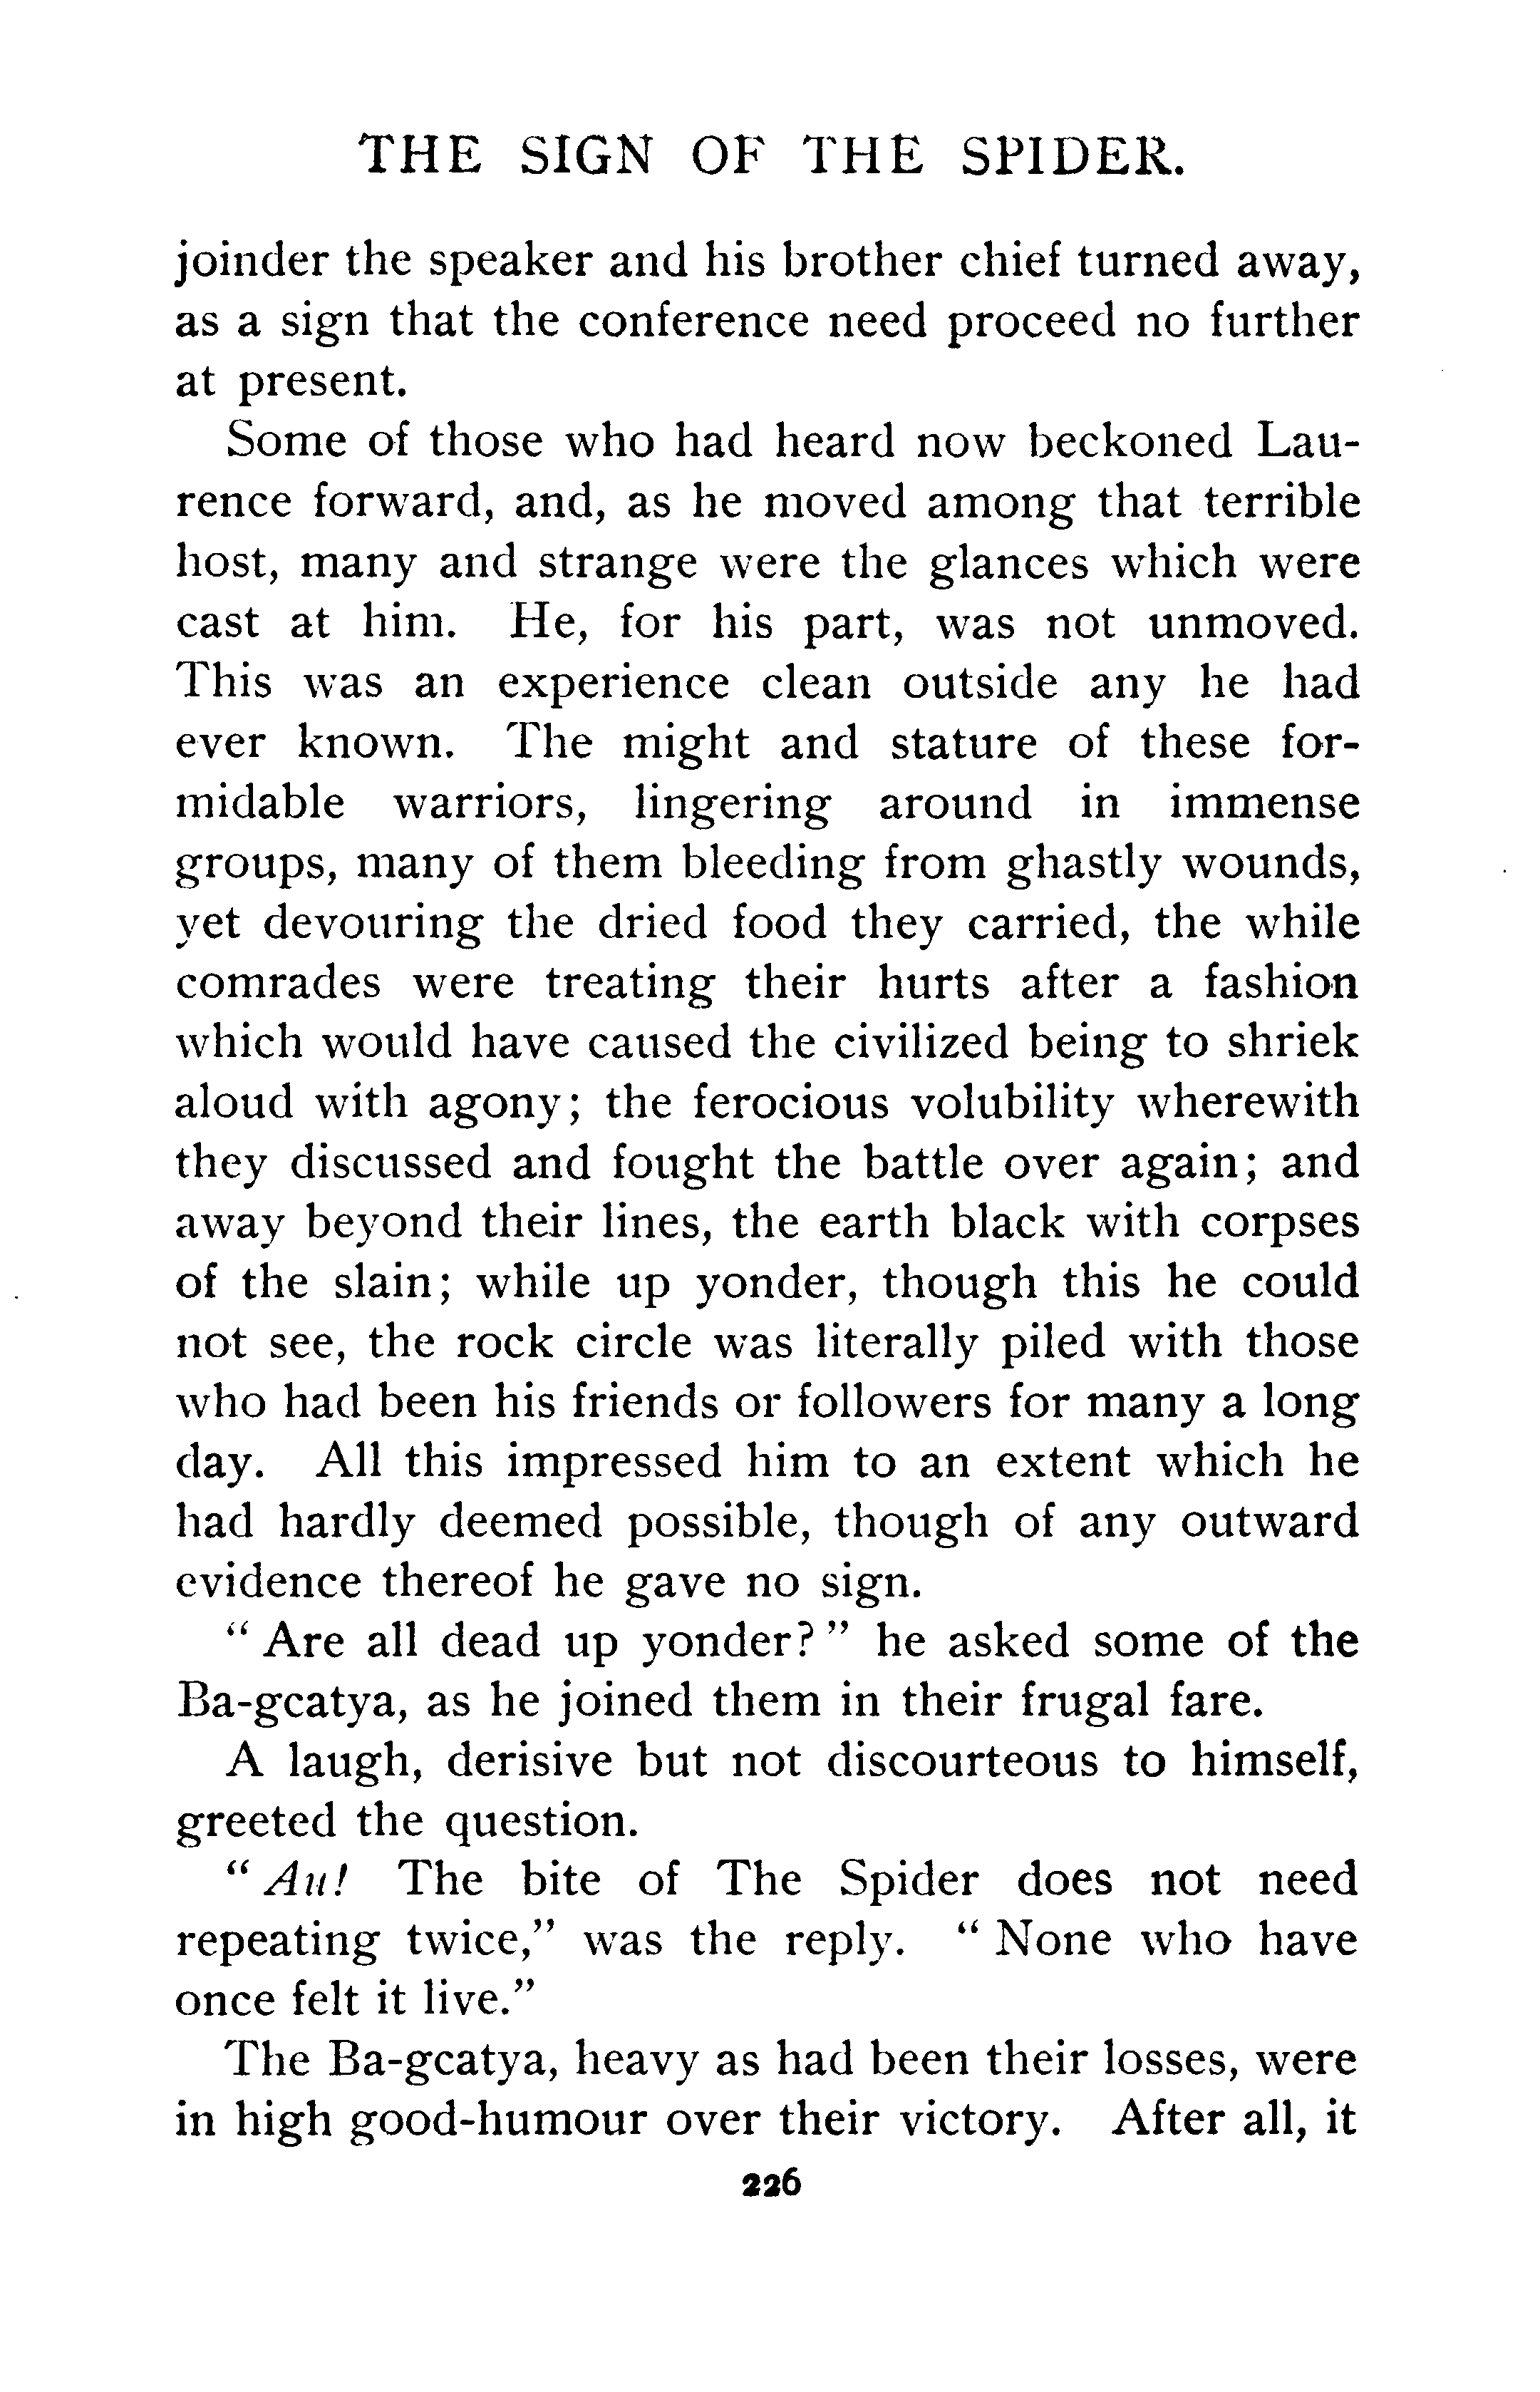 THE SIGN OF THE SPIDER.
joinder the speaker and his brother chief turned away,
as a sign that the conference need proceed no further
at present.
Some of those who had heard now beckoned Lau-
rence forward, and, as he moved among that terrible
host, many and strange were the glances which were
cast at him. He, for his part, was not unmoved.
This was an experience clean outside any he had
ever known. The might and stature of these for-
midable warriors, lingering around in immense
groups, many of them bleeding from ghastly wounds,
yet devouring the dried food they carried, the while
comrades were treating their hurts after a fashion
which would have caused the civilized being to shriek
aloud with agony; the ferocious volubility wherewith
they discussed and fought the battle over again; and
away beyond their lines, the earth black with corpses
of the slain; while up yonder, though this he could
not see, the rock circle was literally piled with those
who had been his friends or followers for many a long
day. All this impressed him to an extent which he
had hardly deemed possible, though of any outward
evidence thereof he gave no sign.
"Are all dead up yonder?" he asked some of the
Ba-gcatya, as he joined them in their frugal fare.
A laugh, derisive but not discourteous to himself,
greeted the question.
"Au! The bite of The Spider does not need
repeating twice," was the reply. "None who have
once felt it live."
The Ba-gcatya, heavy as had been their losses, were
in high good-humour over their victory. After all, it
226